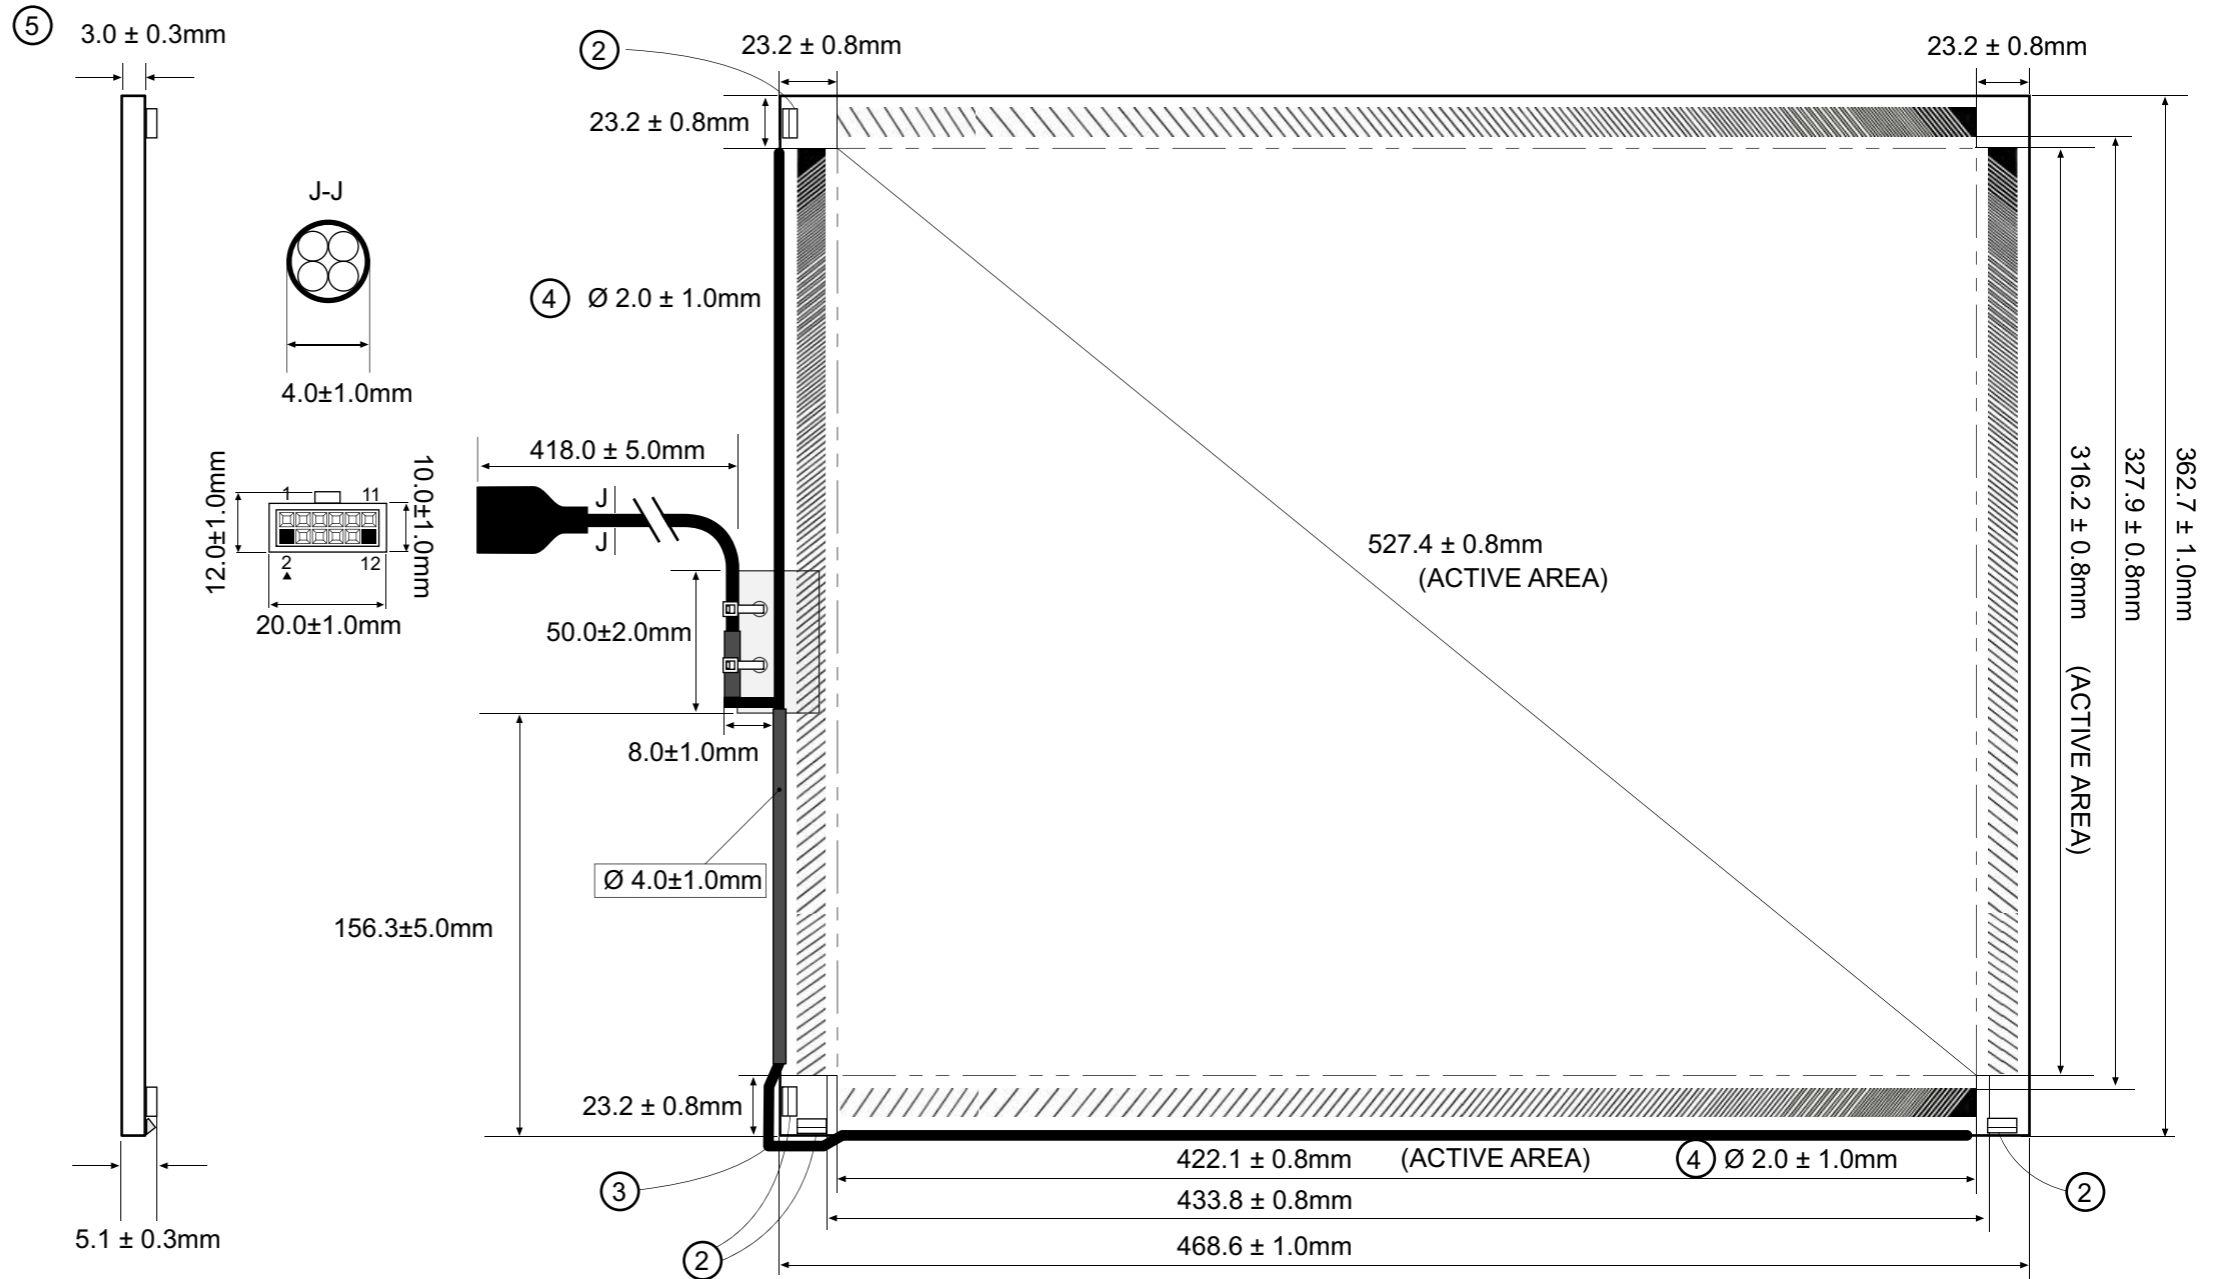 5
3.0 ± 0.3mm
2
23.2 ± 0.8mm
23.2 ± 0.8mm
23.2 ± 0.8mm
J-J
4 Ø 2.0 ± 1.0mm
4.0±1.0mm
418.0 ± 5.0mm
J
J
12.0±1.0mm
1 11
2 12
10.0±1.0mm
20.0±1.0mm
50.0±2.0mm
8.0±1.0mm
527.4 ± 0.8mm
(ACTIVE AREA)
316.2 ± 0.8mm (ACTIVE AREA)
327.9 ± 0.8mm
362.7 ± 1.0mm
Ø 4.0±1.0mm
156.3±5.0mm
23.2 ± 0.8mm
422.1 ± 0.8mm (ACTIVE AREA) 4 Ø 2.0 ± 1.0mm
3
433.8 ± 0.8mm
2
5.1 ± 0.3mm
2
468.6 ± 1.0mm